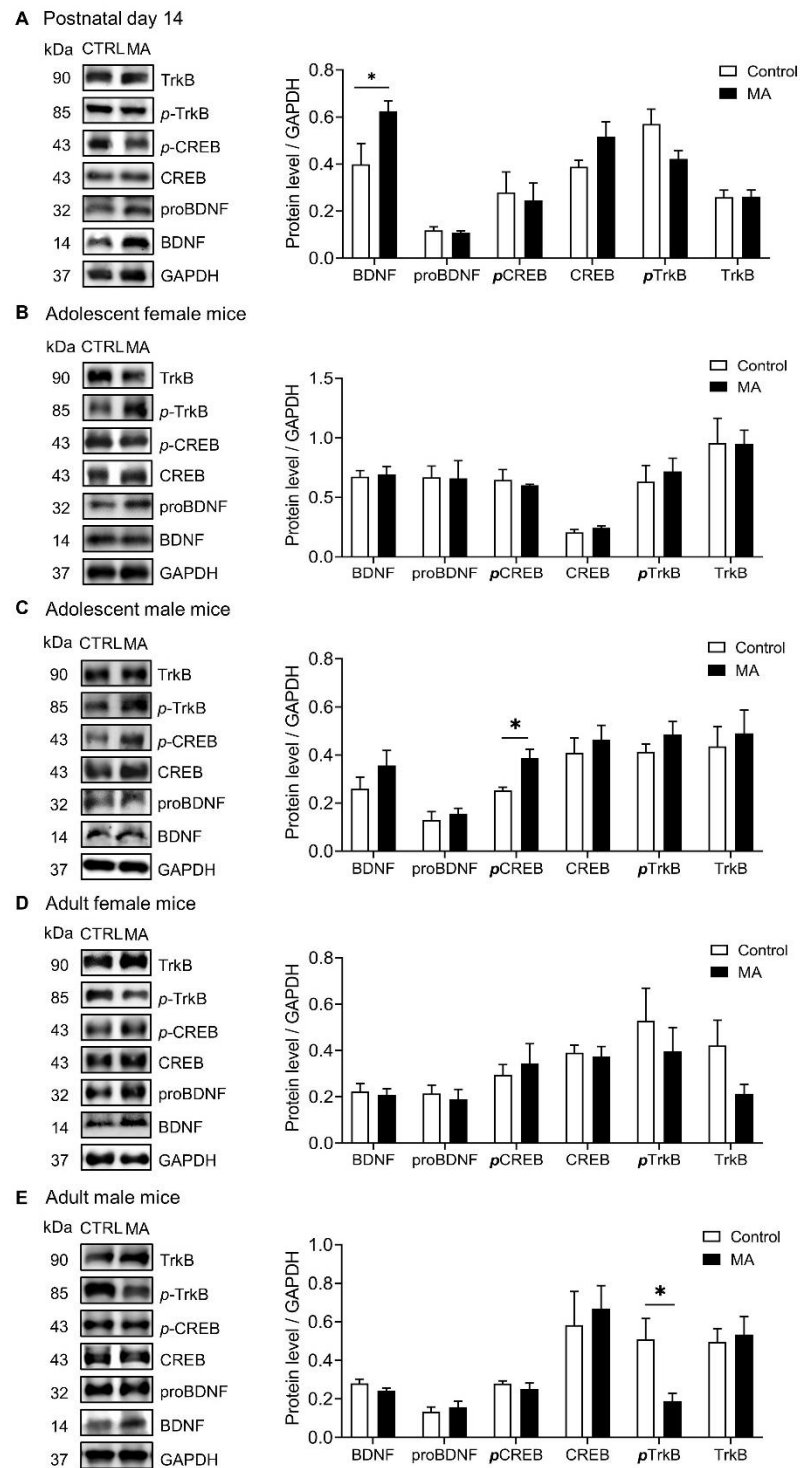 A Postnatal day 14
kDa CTRL MA
90 TrkB
85 p-TrkB
43 p-CREB
43 CREB
32 proBDNF
14 BDNF
37 GAPDH
Protein level / GAPDH
0.8
0.6
0.4
0.2
0.0
*
BDNF proBDNF pCREB CREB pTrkB TrkB
Control
MA
B Adolescent female mice
kDa CTRL MA
90 TrkB
85 p-TrkB
43 p-CREB
43 CREB
32 proBDNF
14 BDNF
37 GAPDH
Protein level / GAPDH
1.5
1.0
0.5
0.0
BDNF proBDNF pCREB CREB pTrkB TrkB
Control
MA
C Adolescent male mice
kDa CTRL MA
90 TrkB
85 p-TrkB
43 p-CREB
43 CREB
32 proBDNF
14 BDNF
37 GAPDH
Protein level / GAPDH
0.8
0.6
0.4
0.2
0.0
*
BDNF proBDNF pCREB CREB pTrkB TrkB
Control
MA
D Adult female mice
kDa CTRL MA
90 TrkB
85 p-TrkB
43 p-CREB
43 CREB
32 proBDNF
14 BDNF
37 GAPDH
Protein level / GAPDH
0.8
0.6
0.4
0.2
0.0
BDNF proBDNF pCREB CREB pTrkB TrkB
Control
MA
E Adult male mice
kDa CTRL MA
90 TrkB
85 p-TrkB
43 p-CREB
43 CREB
32 proBDNF
14 BDNF
37 GAPDH
Protein level / GAPDH
1.0
0.8
0.6
0.4
0.2
0.0
*
BDNF proBDNF pCREB CREB pTrkB TrkB
Control
MA